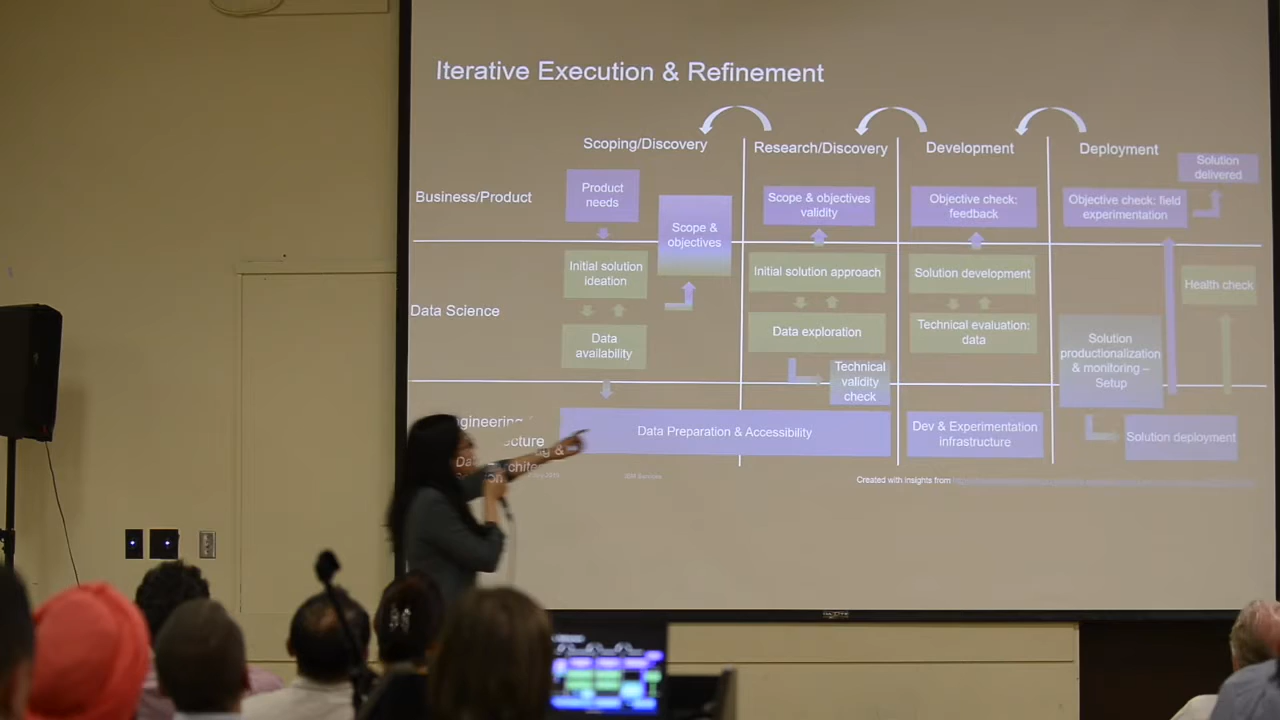 Iterative Execution & Refinement
Scoping/Discovery
Research/Discovery
Development
Deployment
Business/Product
Product
needs
Scope &
objectives
Scope & objectives
validity
Objective check:
feedback
Objective check: field
experimentation
Solution
delivered
Data Science
Initial solution
ideation
Data
availability
Initial solution approach
Data exploration
Technical
validity
check
Solution development
Technical evaluation:
data
Solution
productionalization
& monitoring –
Setup
Health check
Data Preparation & Accessibility
Dev & Experimentation
infrastructure
Solution deployment
Created with Insights from